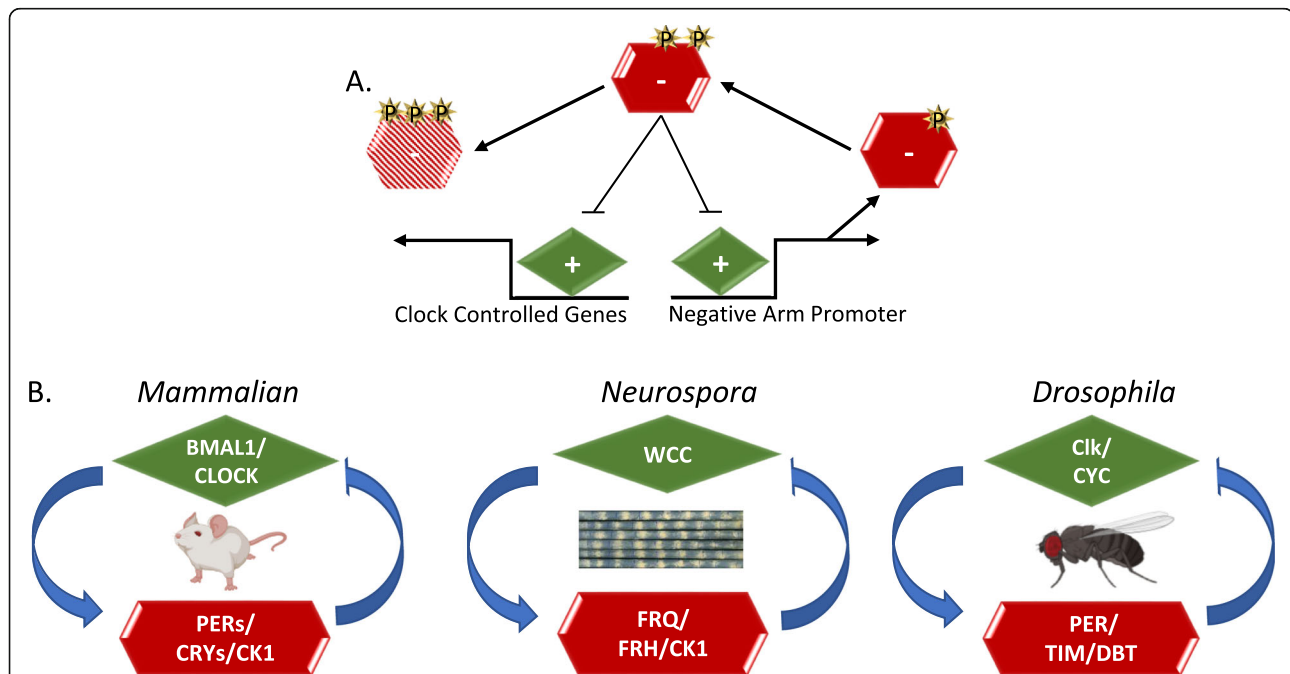 A.
P P
-
P P P
-
P
-
+
+
Clock Controlled Genes
Negative Arm Promoter
B.
Mammalian
Neurospora
Drosophila
BMAL1/
CLOCK
WCC
Clk/
CYC
PERs/
CRYs/CK1
FRQ/
FRH/CK1
PER/
TIM/DBT